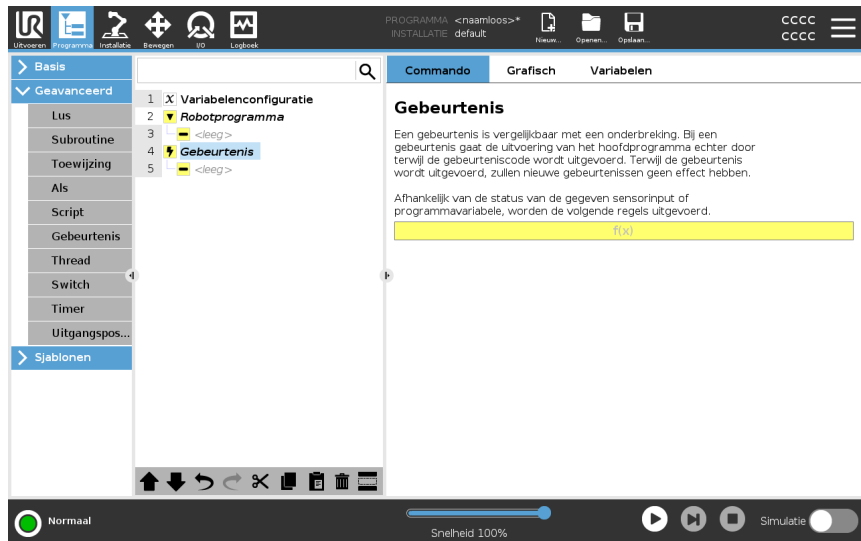 UR
PROGRAMMA <naamloos>*
INSTALLATIE default
CCCC
CCCC
Uitvoeren Programma Installatie Bewegen I/O Logboek Nieuw... Openen... Opslaan...
Basis
Geavanceerd
Lus
Subroutine
Toewijzing
Als
Script
Gebeurtenis
Thread
Switch
Timer
Uitgangspos...
Sjablonen
1 X Variabelenconfiguratie
2 Robotprogramma
3 <leeg>
4 Gebeurtenis
5 <leeg>
Commando Grafisch Variabelen
Gebeurtenis
Een gebeurtenis is vergelijkbaar met een onderbreking. Bij een
gebeurtenis gaat de uitvoering van het hoofdprogramma echter door
terwijl de gebeurteniscode wordt uitgevoerd. Terwijl de gebeurtenis
wordt uitgevoerd, zullen nieuwe gebeurtenissen geen effect hebben.
Afhankelijk van de status van de gegeven sensorinput of
programmavariabele, worden de volgende regels uitgevoerd.
f(x)
Normaal
Snelheid 100%
Simulatie